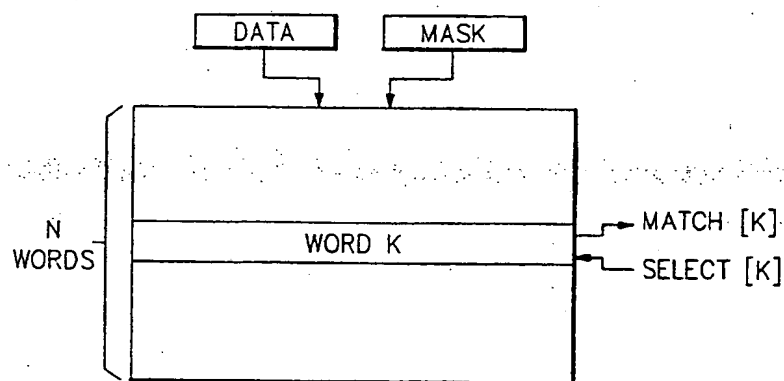 DATA
MASK
N
WORDS
WORD K
MATCH [K]
SELECT [K]